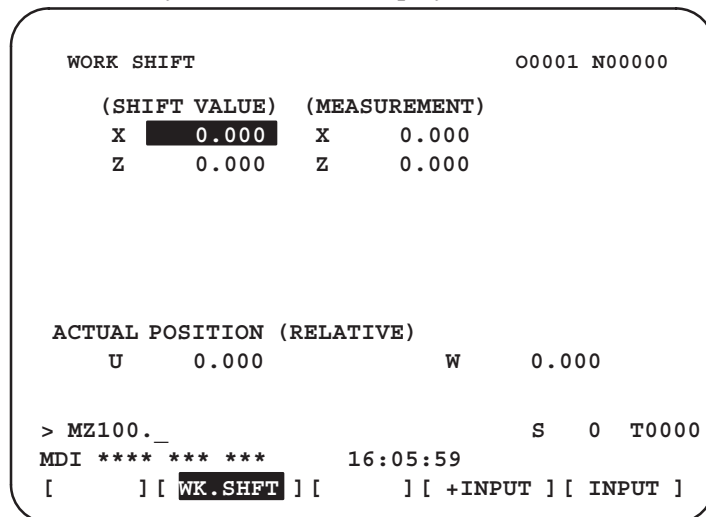 WORK SHIFT O0001 N00000
(SHIFT VALUE) (MEASUREMENT)
X 0.000 X 0.000
Z 0.000 Z 0.000
ACTUAL POSITION (RELATIVE)
U 0.000 W 0.000
> MZ100._ S 0 T0000
MDI **** *** *** 16:05:59
[ ] [ WK.SHFT ] [ ] [ +INPUT ] [ INPUT ]